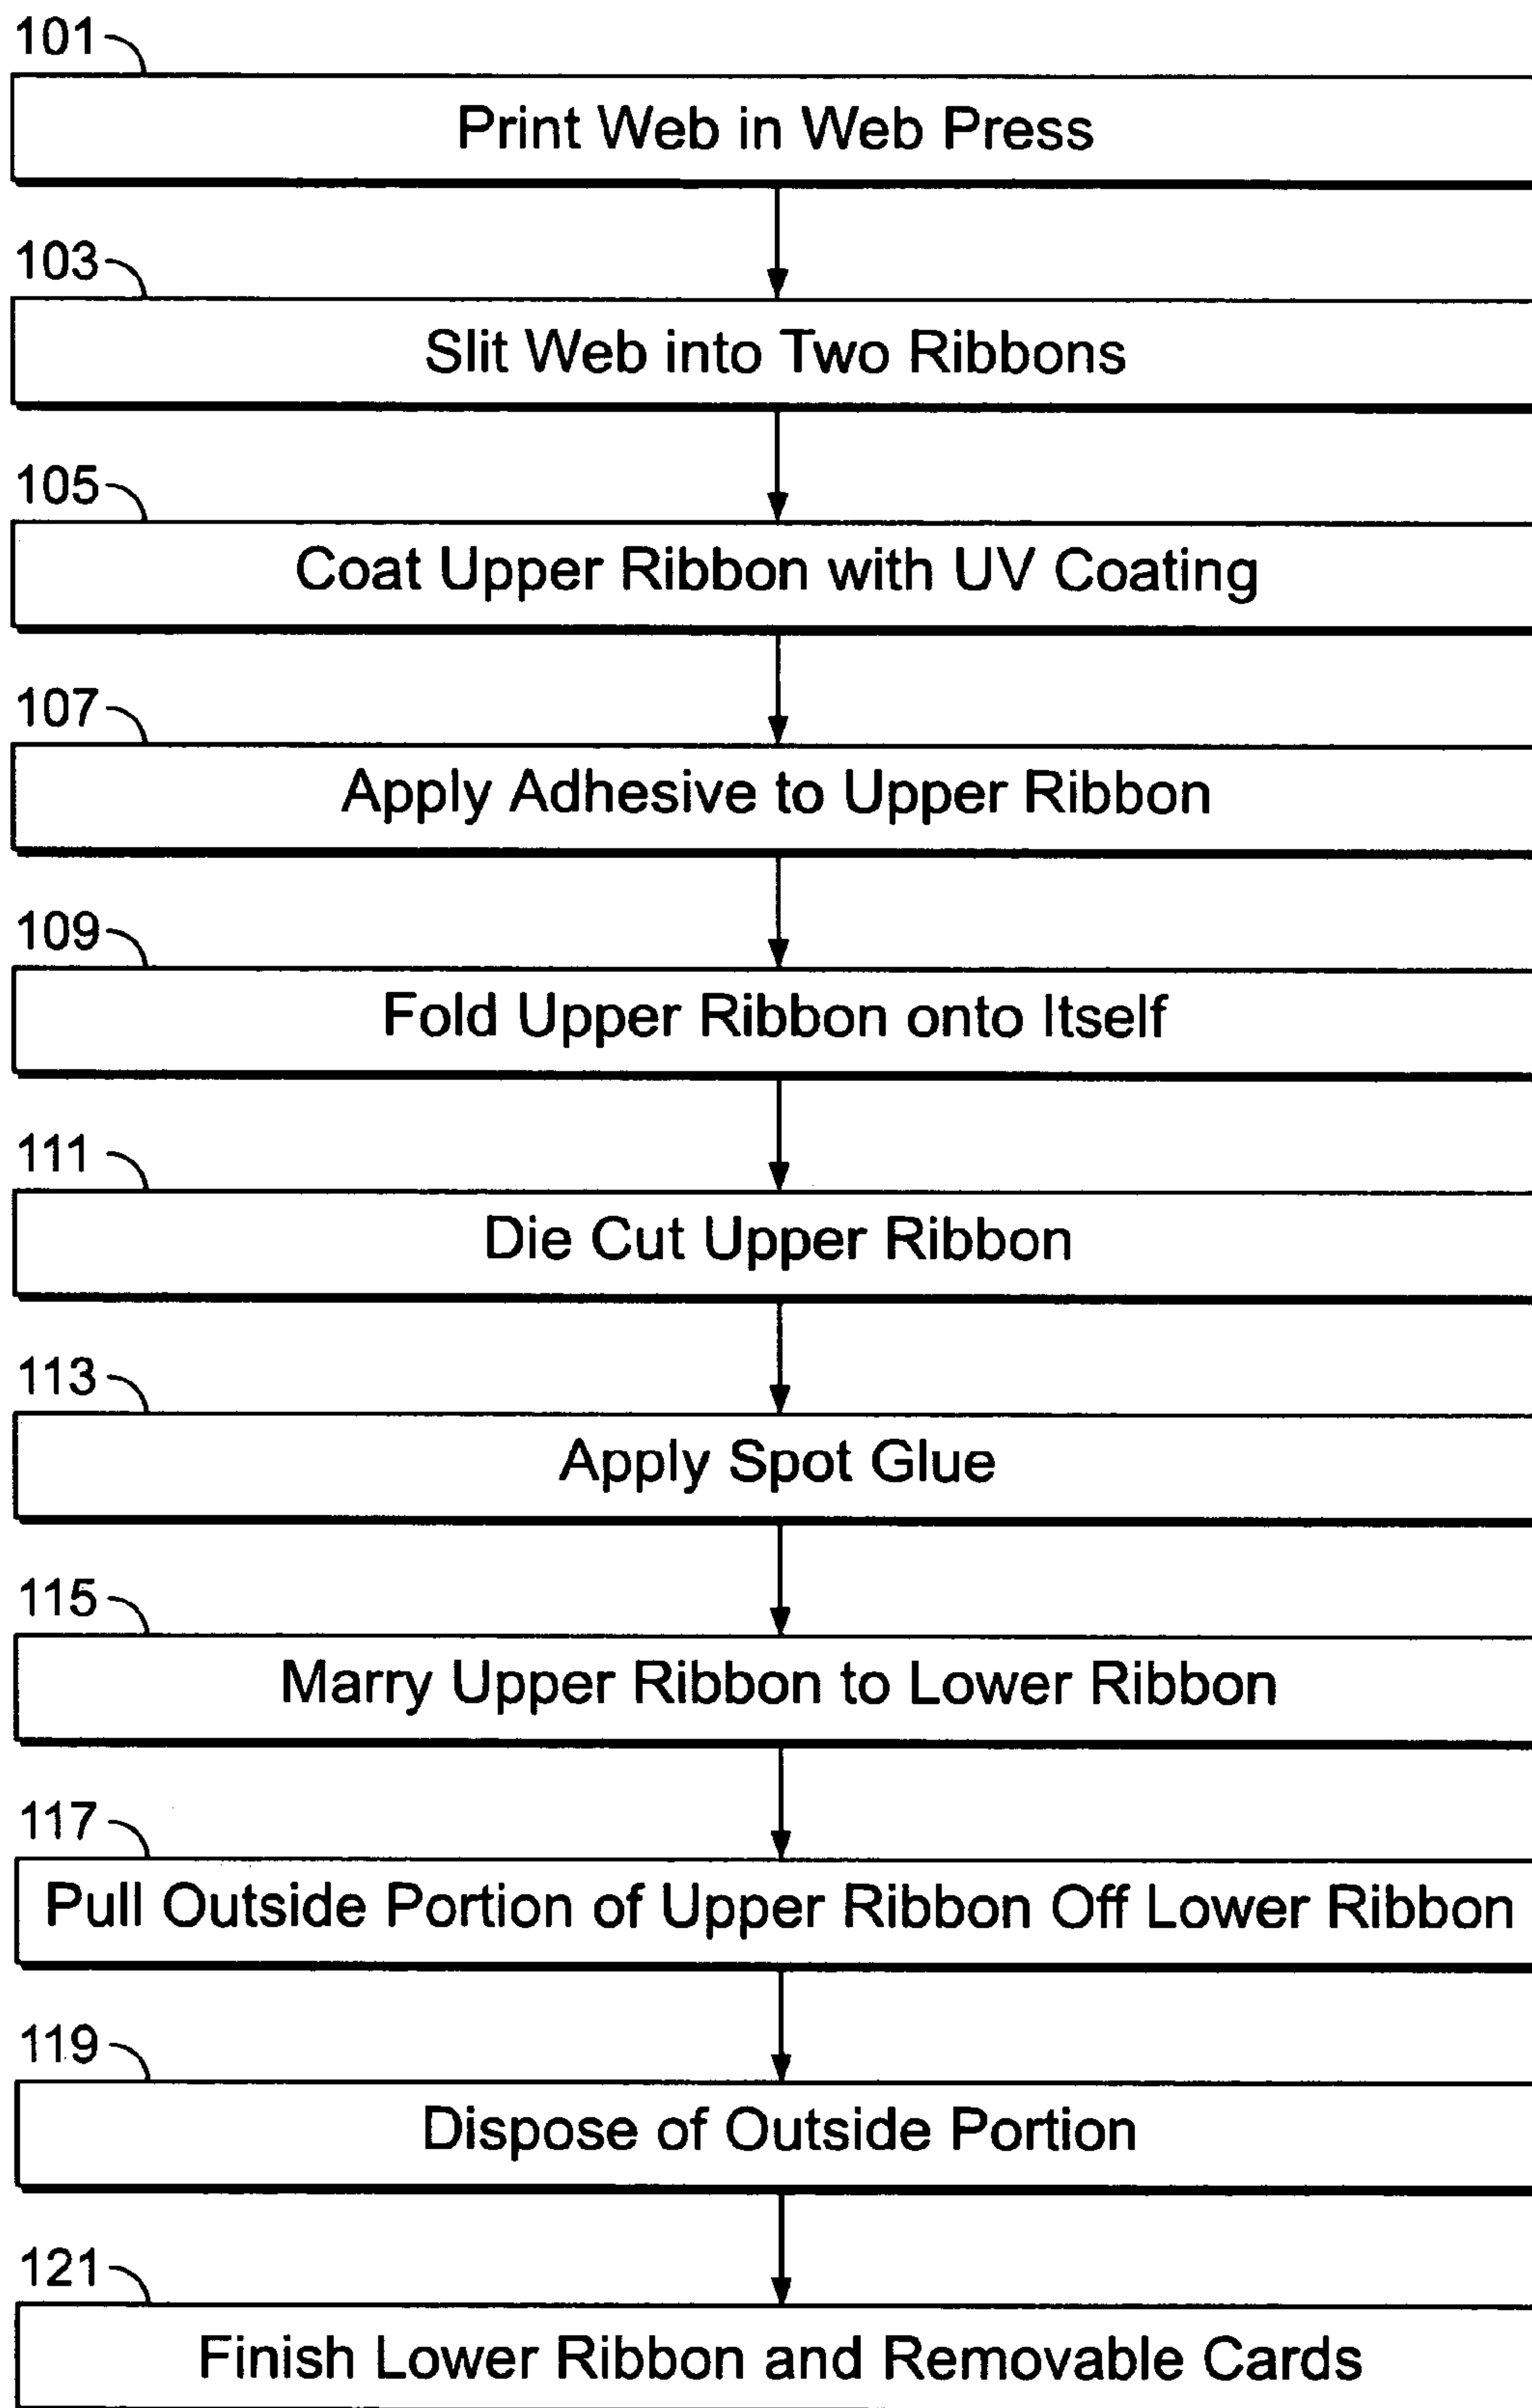 101
Print Web in Web Press
103
Slit Web into Two Ribbons
105
Coat Upper Ribbon with UV Coating
107
Apply Adhesive to Upper Ribbon
109
Fold Upper Ribbon onto Itself
111
Die Cut Upper Ribbon
113
Apply Spot Glue
115
Marry Upper Ribbon to Lower Ribbon
117
Pull Outside Portion of Upper Ribbon Off Lower Ribbon
119
Dispose of Outside Portion
121
Finish Lower Ribbon and Removable Cards